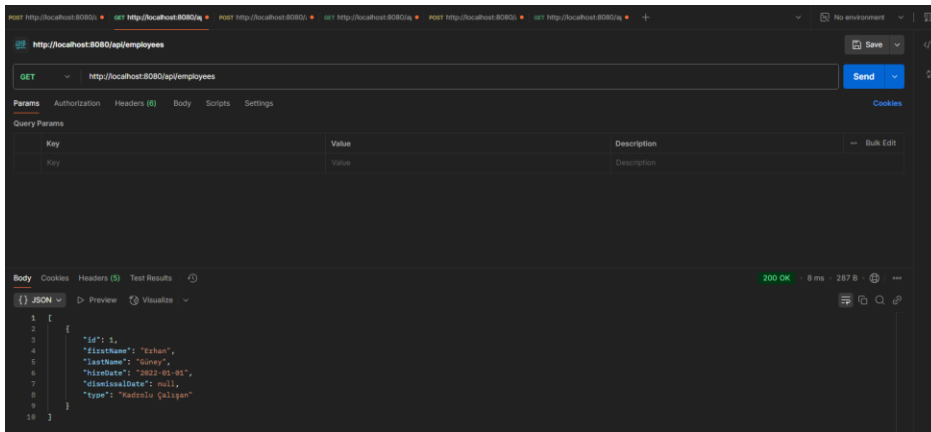 POST http://localhost:8080/i GET http://localhost:8080/a POST http://localhost:8080/i GET http://localhost:8080/a POST http://localhost:8080/i GET http://localhost:8080/a + No environment
http://localhost:8080/api/employees Save
GET http://localhost:8080/api/employees Send
Params Authorization Headers (6) Body Scripts Settings Cookies
Query Params
Key Value Description Bulk Edit
Key Value Description
Body Cookies Headers (5) Test Results 200 OK 8 ms 287 B
{} JSON Preview Visualize
1 [
2 {
3 "id": 1,
4 "firstName": "Erhan",
5 "lastName": "Güney",
6 "hireDate": "2022-01-01",
7 "dismissalDate": null,
8 "type": "Kadrolu Çalışan"
9 }
10 ]